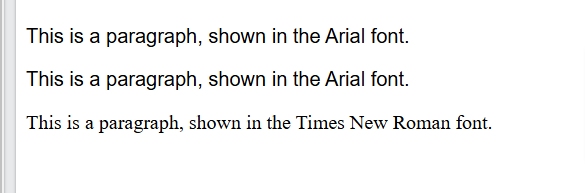 This is a paragraph, shown in the Arial font.
This is a paragraph, shown in the Arial font.
This is a paragraph, shown in the Times New Roman font.